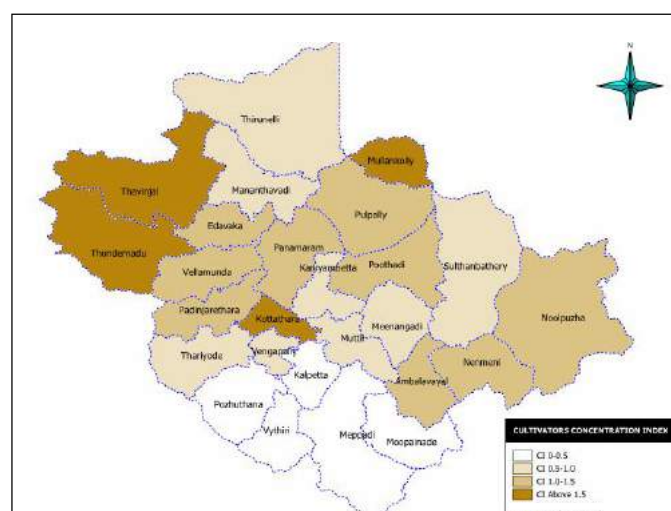 N
Thirunelli
Mullankolly
Thavinjal
Mananthavadi
Pulpally
Edavaka
Thondernadu
Panamaram
Sulthanbathery
Kaniyambetta
Poothadi
Vellamunda
Noolpuzha
Padinjarethara
Kottathara
Meenangadi
Muttil
Thariyode
Vengapalli
Nenmeni
Kalpetta
Ambalavayal
Pozhuthana
Vythiri
Meppadi
Moopainade
CULTIVATORS CONCENTRATION INDEX
CI 0-0.5
CI 0.5-1.0
CI 1.0-1.5
CI Above 1.5